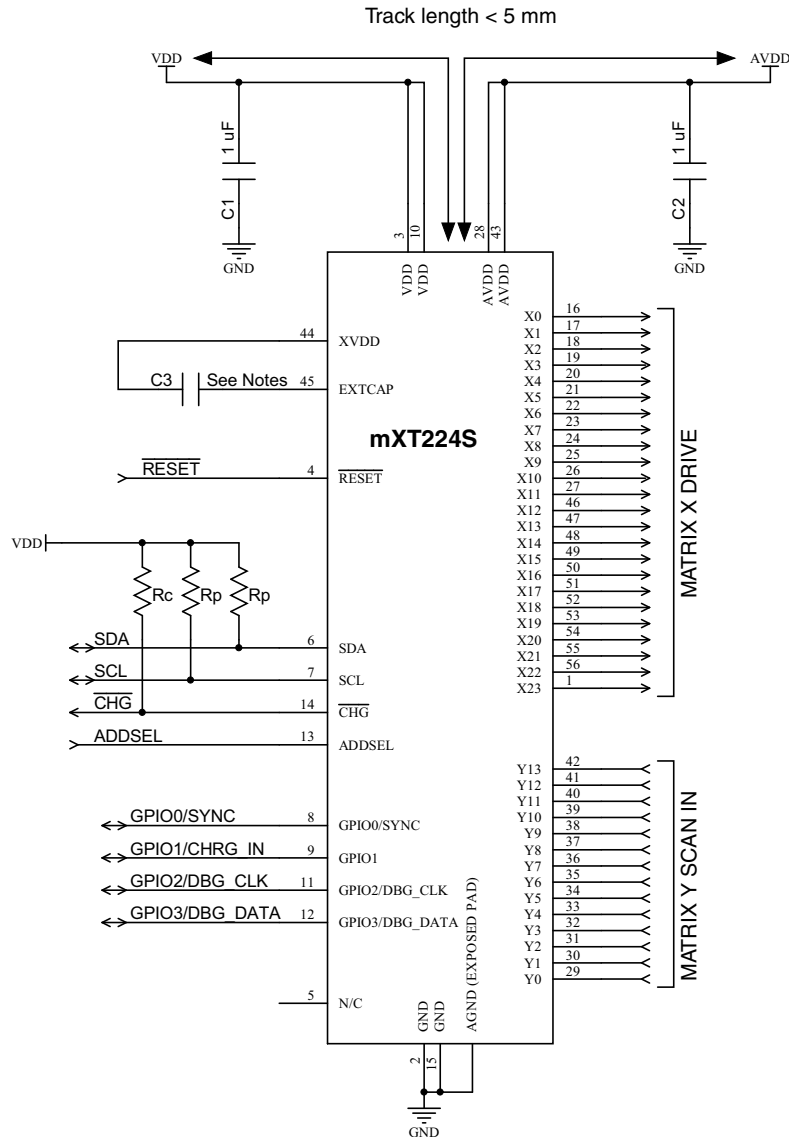 Track length < 5 mm
VDD
AVDD
1 uF
C1
GND
1 uF
C2
GND
3
10
28
43
VDD
VDD
AVDD
AVDD
mXT224S
44 XVDD
C3 See Notes 45 EXTCAP
RESET 4 RESET
VDD
Rc Rp Rp
SDA 6 SDA
SCL 7 SCL
CHG 14 CHG
ADDSEL 13 ADDSEL
GPIO0/SYNC 8 GPIO0/SYNC
GPIO1/CHRG_IN 9 GPIO1
GPIO2/DBG_CLK 11 GPIO2/DBG_CLK
GPIO3/DBG_DATA 12 GPIO3/DBG_DATA
5 N/C
X0 16
X1 17
X2 18
X3 19
X4 20
X5 21
X6 22
X7 23
X8 24
X9 25
X10 26
X11 27
X12 46
X13 47
X14 48
X15 49
X16 50
X17 51
X18 52
X19 53
X20 54
X21 55
X22 56
X23 1
MATRIX X DRIVE
Y13 42
Y12 41
Y11 40
Y10 39
Y9 38
Y8 37
Y7 36
Y6 35
Y5 34
Y4 33
Y3 32
Y2 31
Y1 30
Y0 29
MATRIX Y SCAN IN
GND
GND
AGND (EXPOSED PAD)
2
15
GND